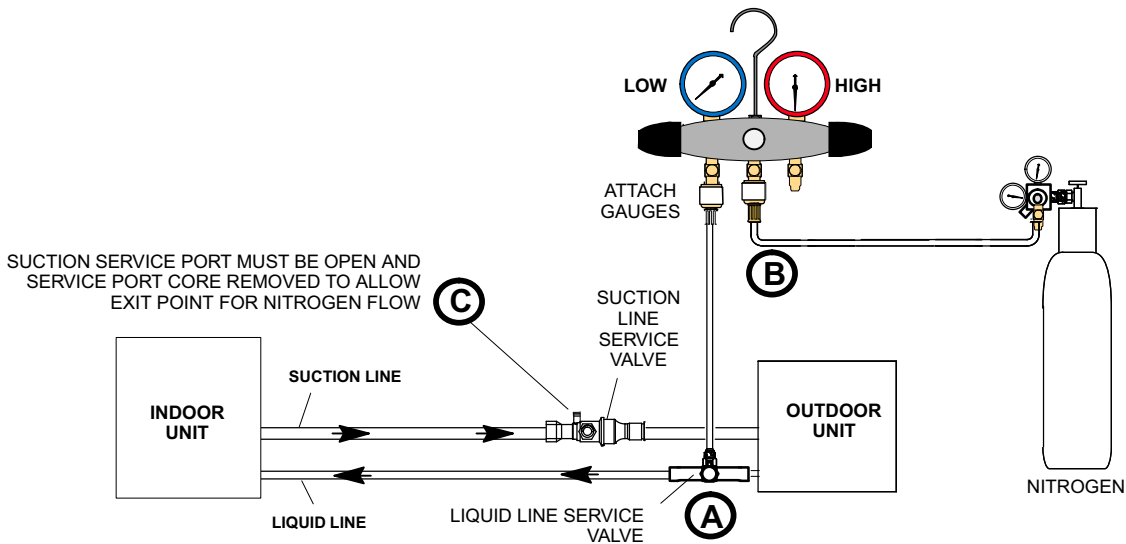 LOW
HIGH
ATTACH
GAUGES
B
SUCTION SERVICE PORT MUST BE OPEN AND
SERVICE PORT CORE REMOVED TO ALLOW
EXIT POINT FOR NITROGEN FLOW
C
SUCTION
LINE
SERVICE
VALVE
SUCTION LINE
INDOOR
UNIT
OUTDOOR
UNIT
NITROGEN
LIQUID LINE
LIQUID LINE SERVICE
VALVE
A